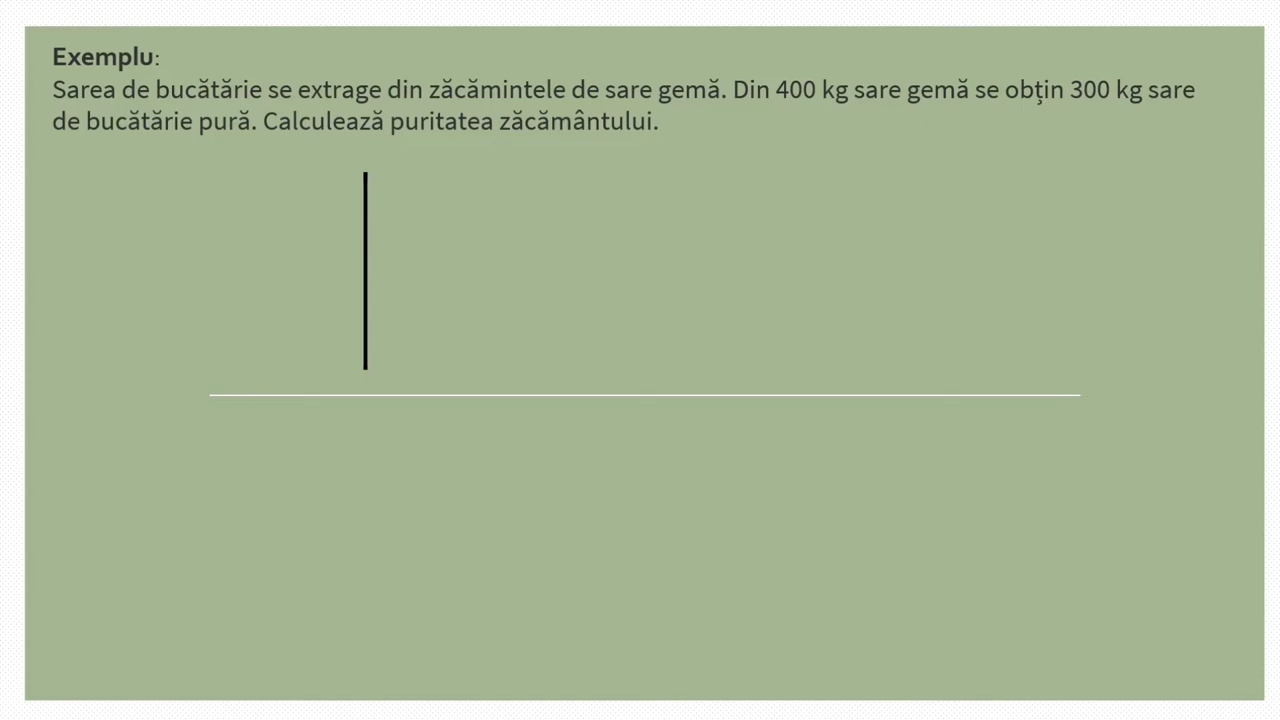 Exemplu:
Sarea de bucătărie se extrage din zăcămintele de sare gemă. Din 400 kg sare gemă se obțin 300 kg sare
de bucătărie pură. Calculează puritatea zăcământului.